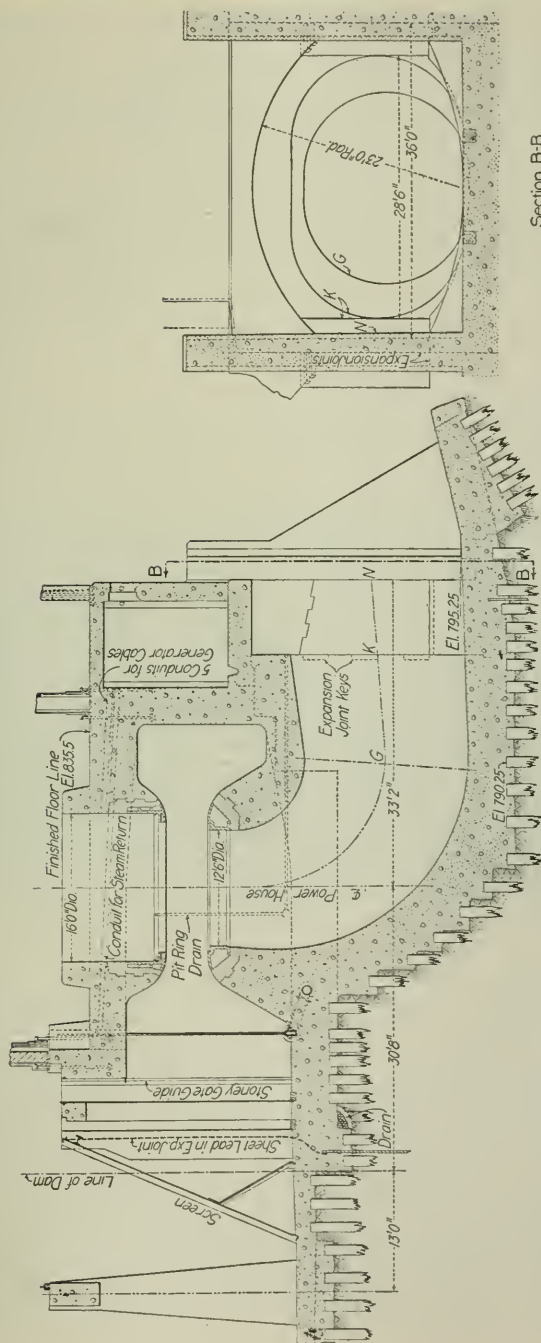 Line of Dam
Screen
Sheet Lead in Exp. Joint
Stoney Gate Guide
Finished Floor Line
El. 835.5
16'0" Dia.
Conduit for Steam Return
5 Conduits for
Generator Cables
Pit Ring
Drain
12'6" Dia.
℄
Power
House
B
Expansion
Joint Keys
G
K
N
El. 795.25
El. 790.25
B
Drain
13'0"
30'8"
33'2"
23'0" Rad.
G
K
N
28'6"
36'0"
Expansion Joints
Section B-B